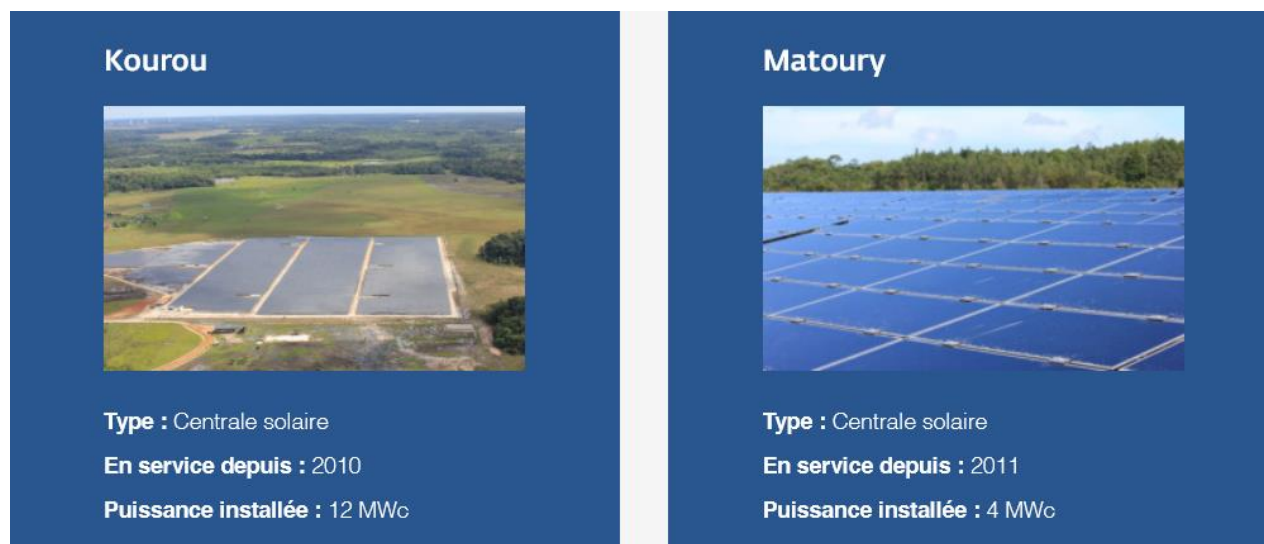 Kourou
Type : Centrale solaire
En service depuis : 2010
Puissance installée : 12 MWc
Matoury
Type : Centrale solaire
En service depuis : 2011
Puissance installée : 4 MWc